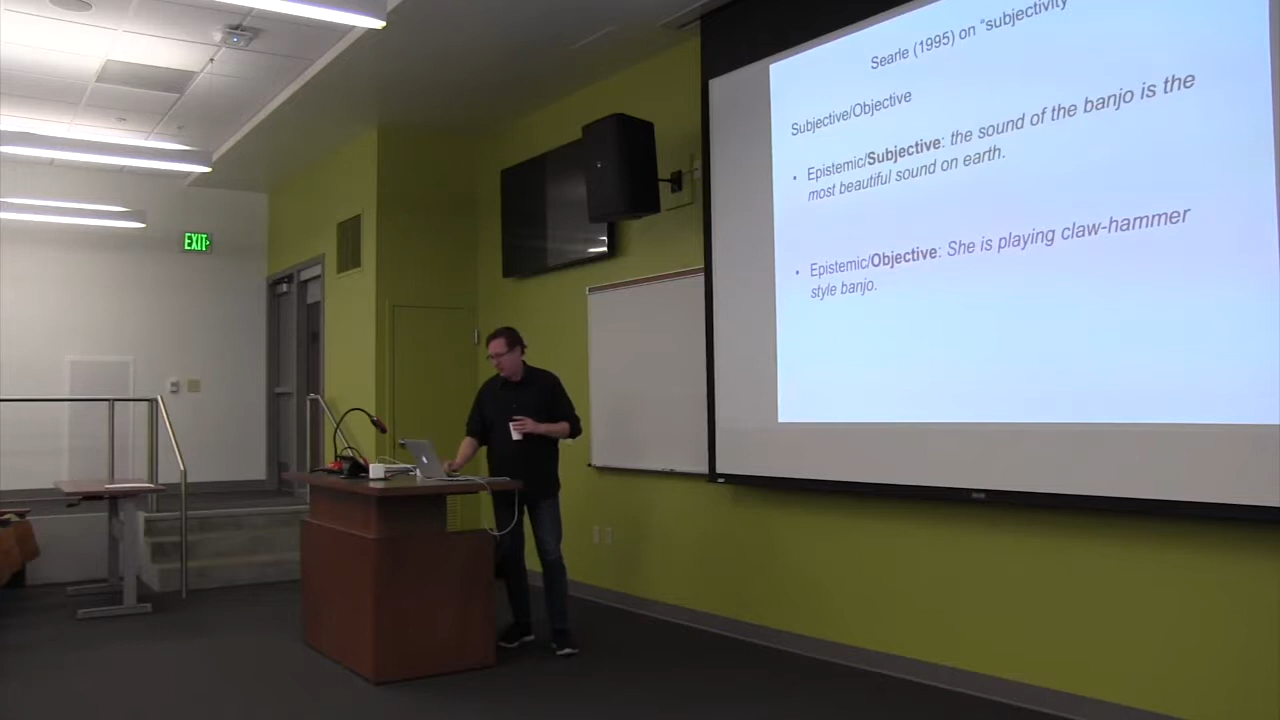 Searle (1995) on "subjectivity
Subjective/Objective
• Epistemic/Subjective: the sound of the banjo is the
most beautiful sound on earth.
• Epistemic/Objective: She is playing claw-hammer
style banjo.
EXIT